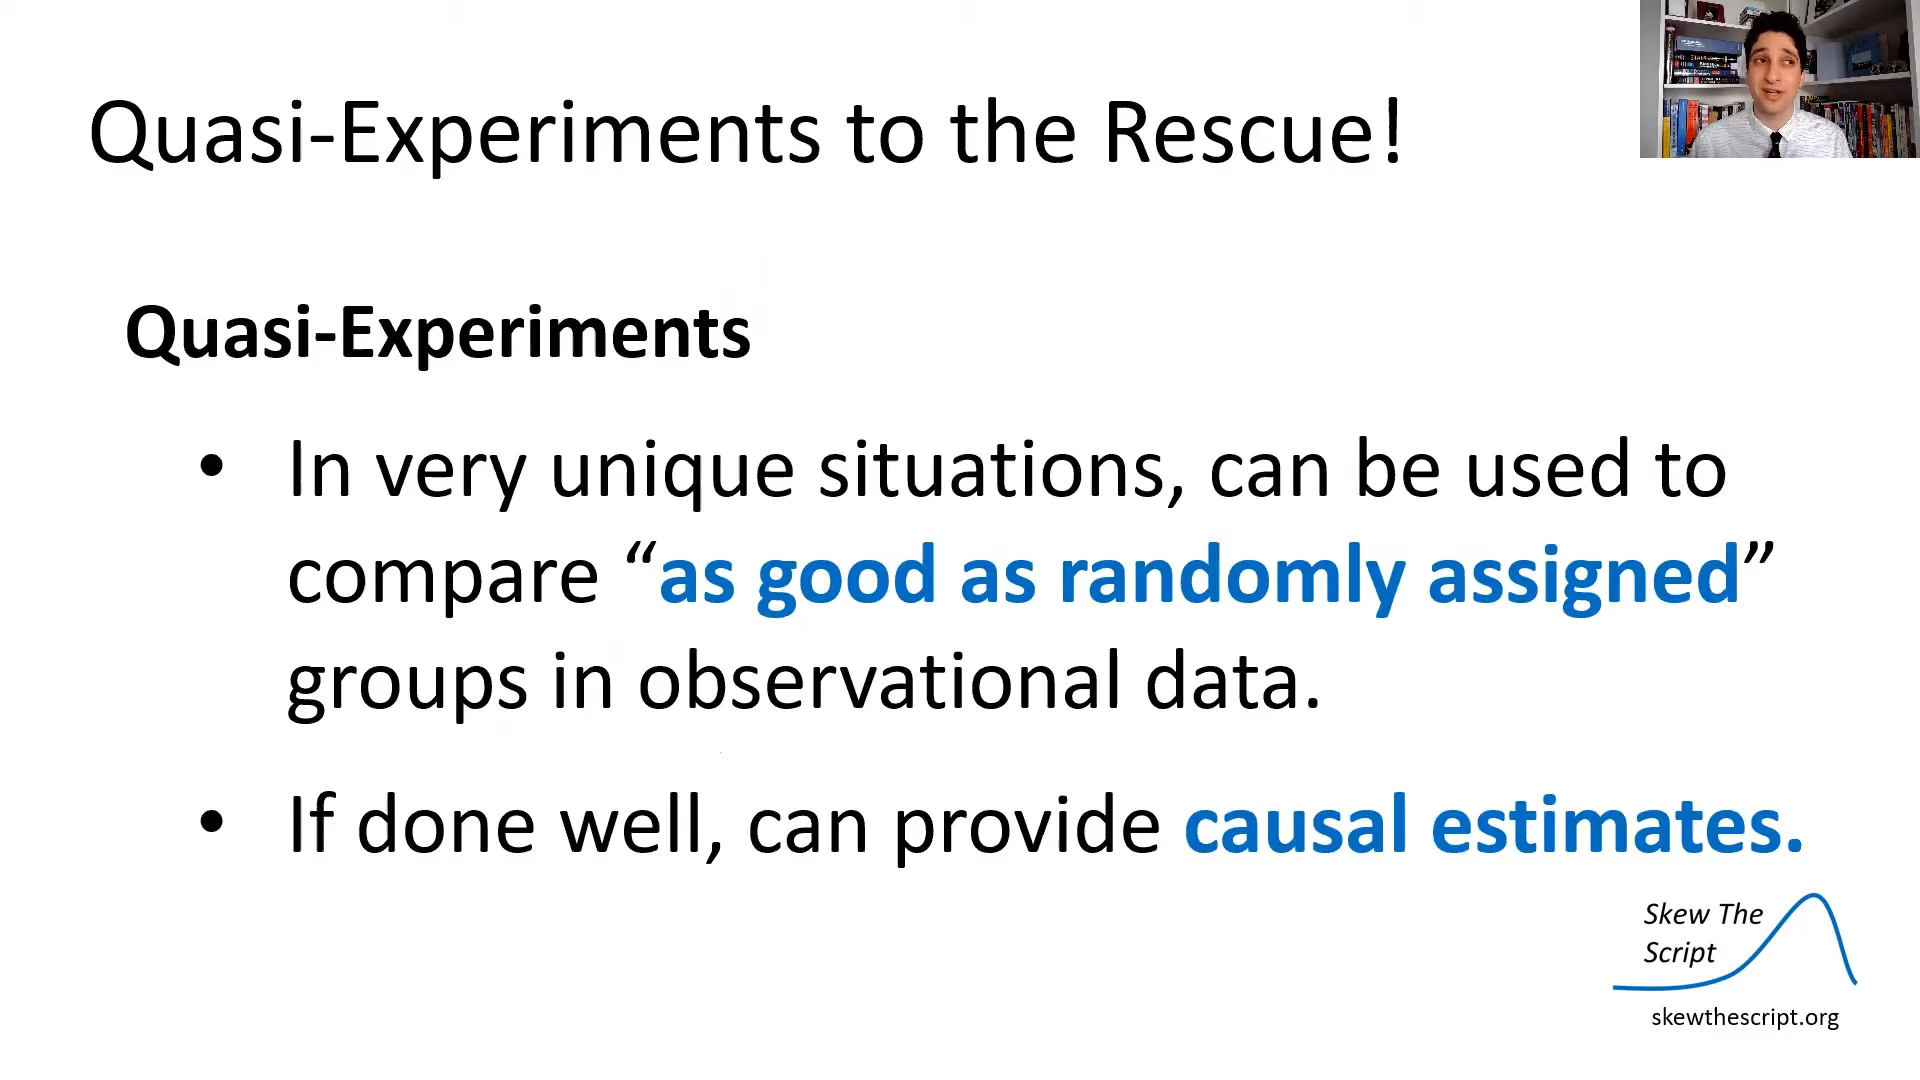 Quasi-Experiments to the Rescue!
Quasi-Experiments
• In very unique situations, can be used to
compare “as good as randomly assigned”
groups in observational data.
• If done well, can provide causal estimates.
Skew The
Script
skewthescript.org